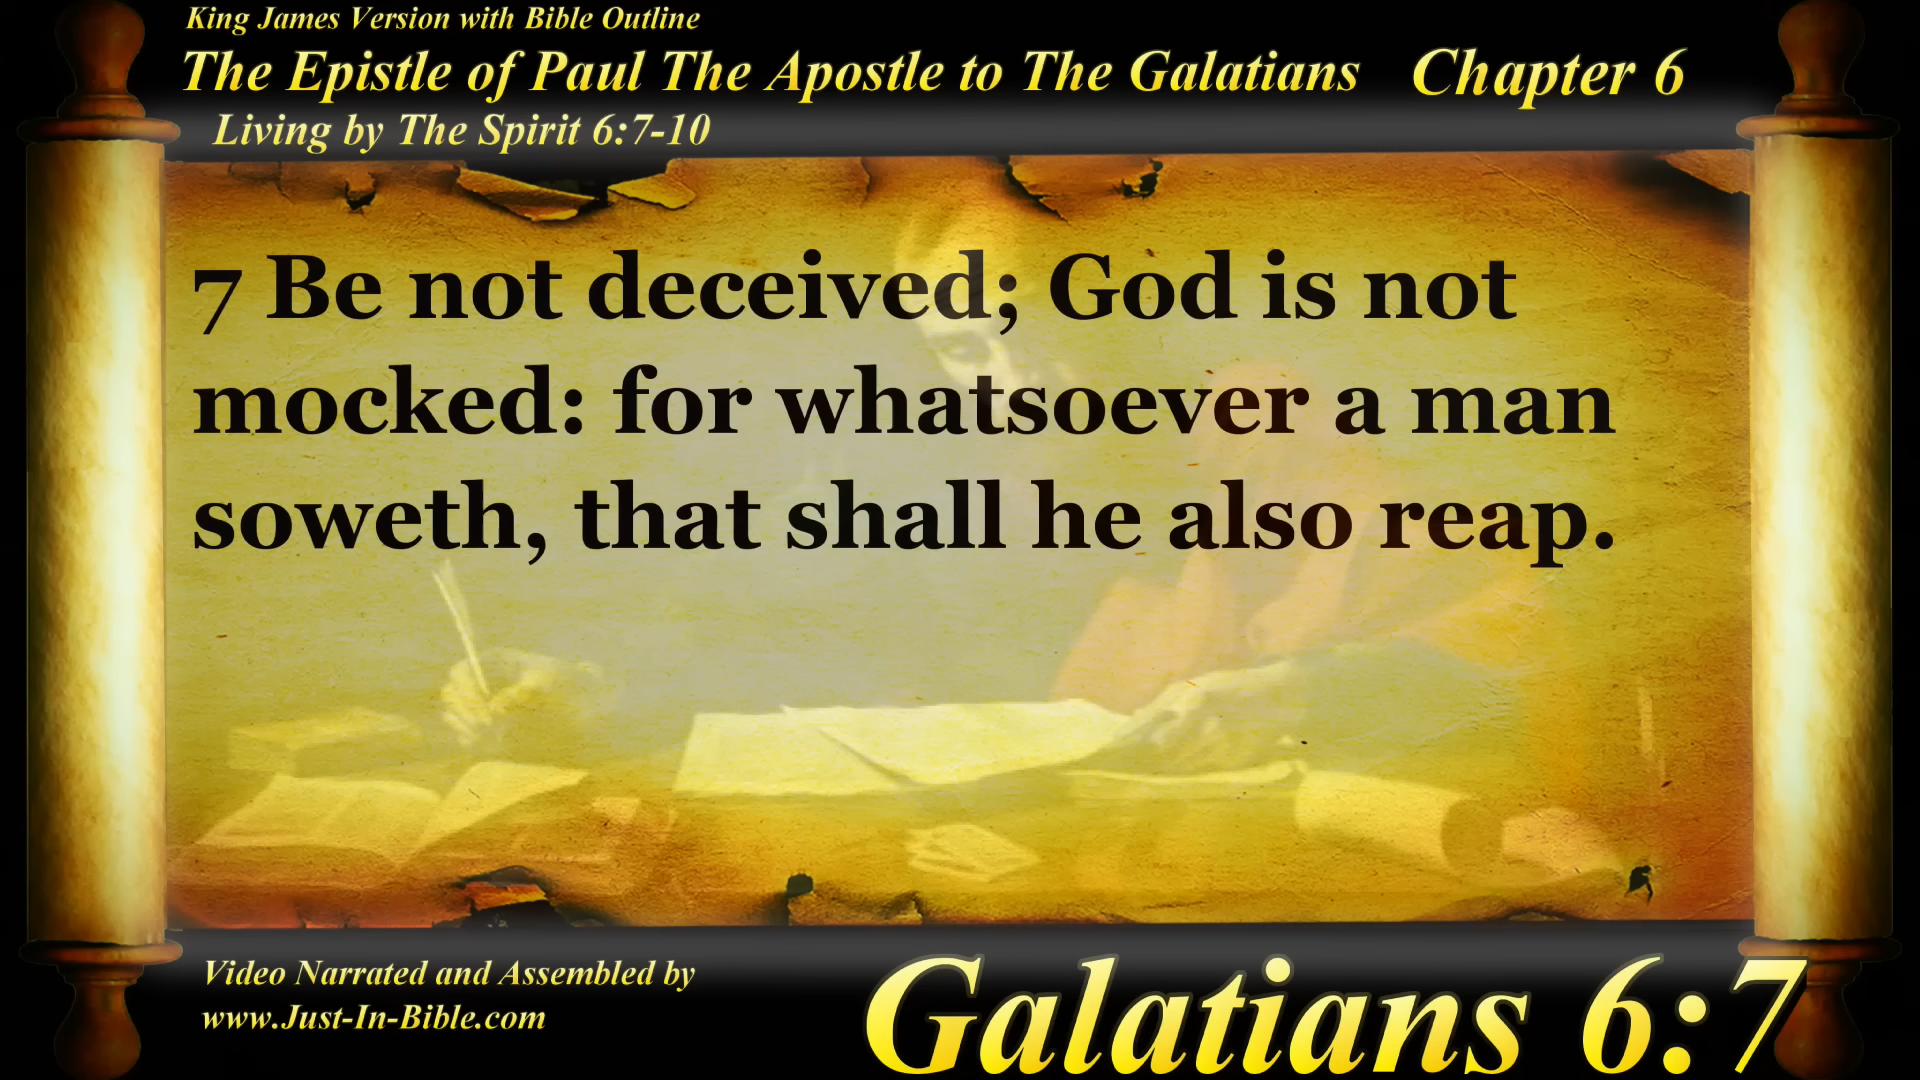 King James Version with Bible Outline
The Epistle of Paul The Apostle to The Galatians Chapter 6
Living by The Spirit 6:7-10
7 Be not deceived; God is not
mocked: for whatsoever a man
soweth, that shall he also reap.
Video Narrated and Assembled by
www.Just-In-Bible.com
Galatians 6:7